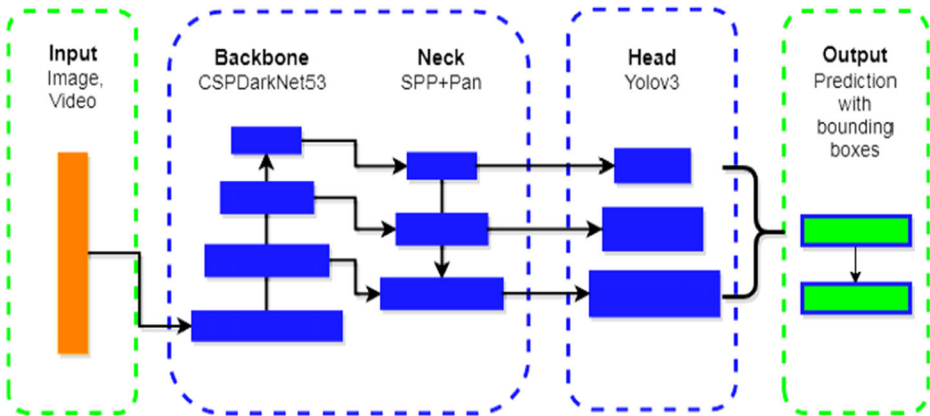 Input
Image,
Video
Backbone
CSPDarkNet53
Neck
SPP+Pan
Head
Yolov3
Output
Prediction
with
bounding
boxes